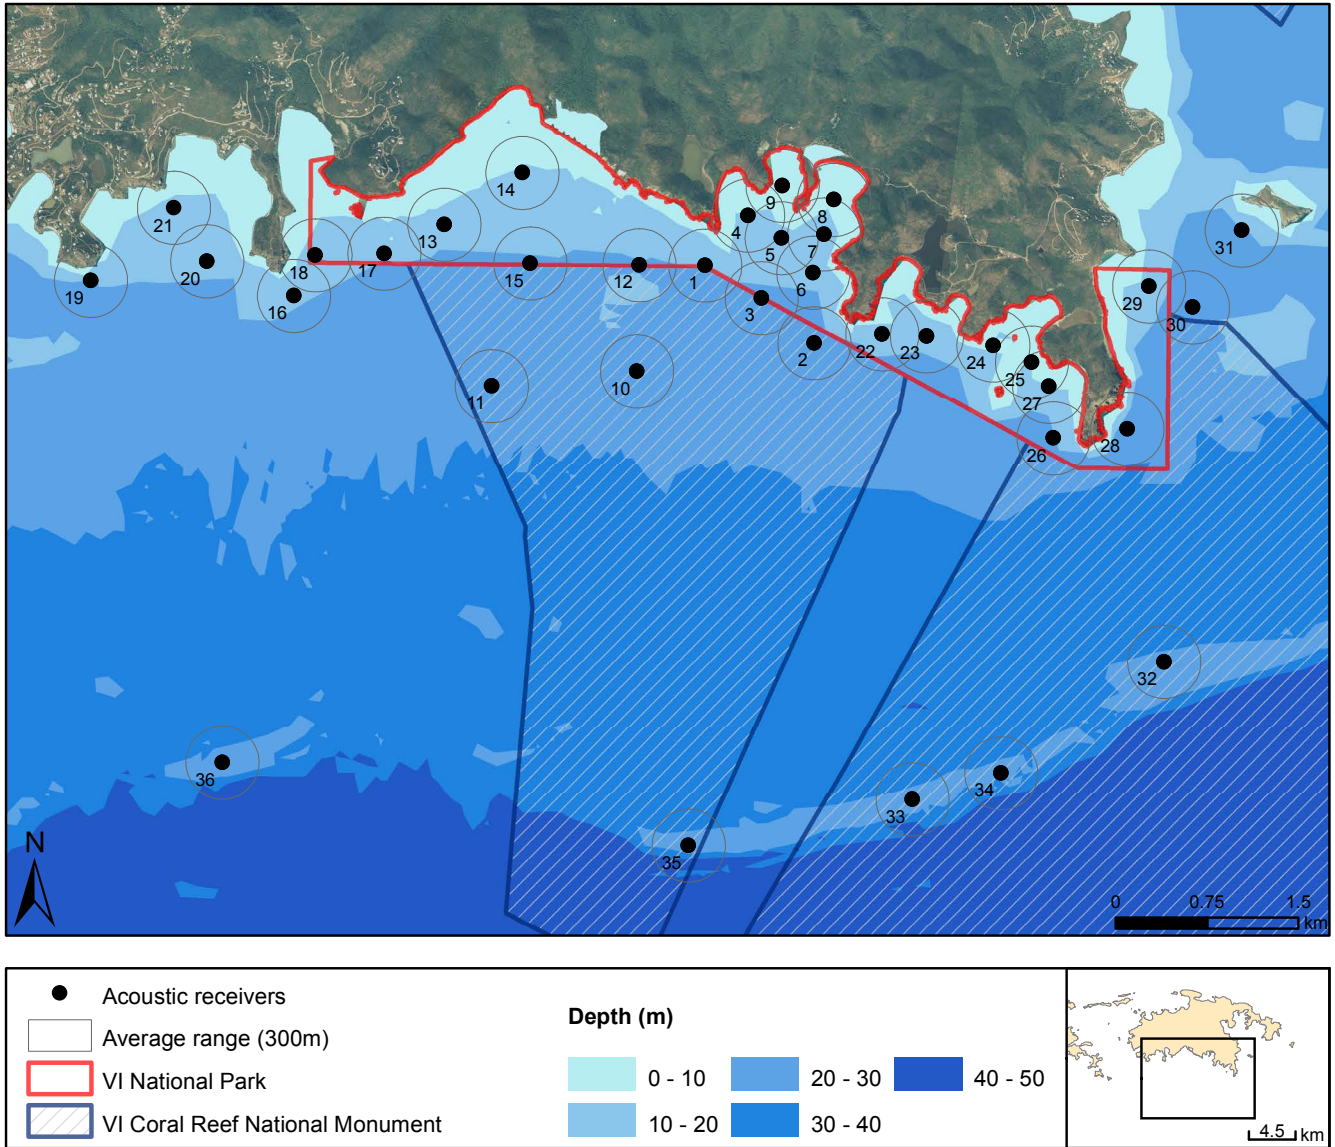 14
9
8
4
21
13
7
5
31
20
18
17
15
12
1
6
19
16
3
29
30
2
22
23
24
10
11
25
27
26
28
32
36
34
33
35
N
0 0.75 1.5
km
Acoustic receivers
Average range (300m)
VI National Park
VI Coral Reef National Monument
Depth (m)
0 - 10
20 - 30
40 - 50
10 - 20
30 - 40
4.5 km